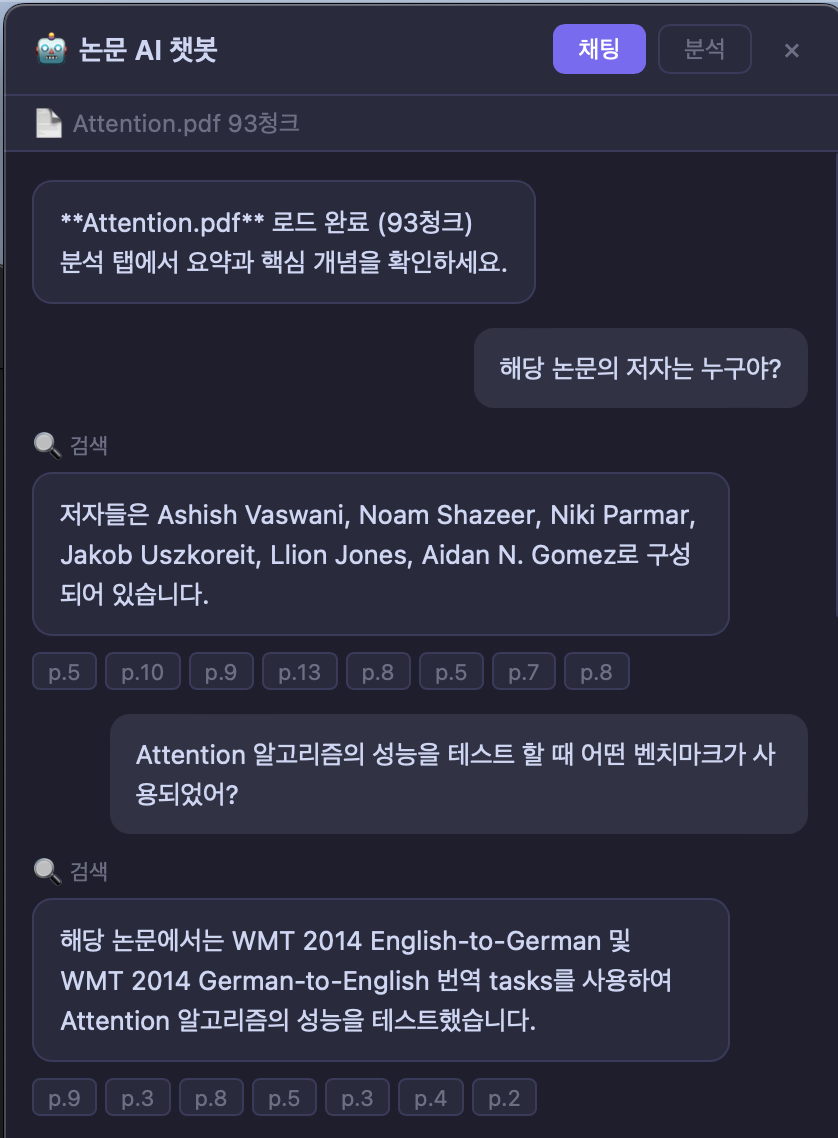 논문 AI 챗봇
채팅
분석
×
Attention.pdf 93청크
**Attention.pdf** 로드 완료 (93청크)
분석 탭에서 요약과 핵심 개념을 확인하세요.
해당 논문의 저자는 누구야?
검색
저자들은 Ashish Vaswani, Noam Shazeer, Niki Parmar,
Jakob Uszkoreit, Llion Jones, Aidan N. Gomez로 구성
되어 있습니다.
p.5 p.10 p.9 p.13 p.8 p.5 p.7 p.8
Attention 알고리즘의 성능을 테스트 할 때 어떤 벤치마크가 사
용되었어?
검색
해당 논문에서는 WMT 2014 English-to-German 및
WMT 2014 German-to-English 번역 tasks를 사용하여
Attention 알고리즘의 성능을 테스트했습니다.
p.9 p.3 p.8 p.5 p.3 p.4 p.2